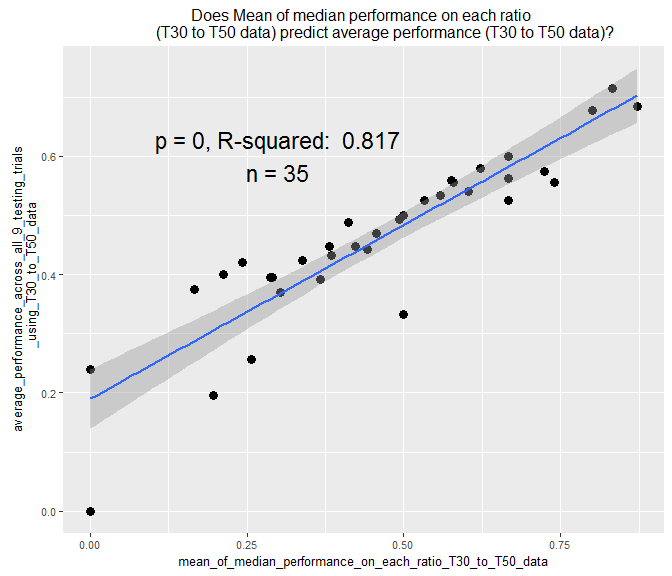 Does Mean of median performance on each ratio
(T30 to T50 data) predict average performance (T30 to T50 data)?
average_performance_across_all_9_testing_trials
_using_T30_to_T50_data
p = 0, R-squared: 0.817
n = 35
0.6
0.4
0.2
0.0
0.00 0.25 0.50 0.75
mean_of_median_performance_on_each_ratio_T30_to_T50_data